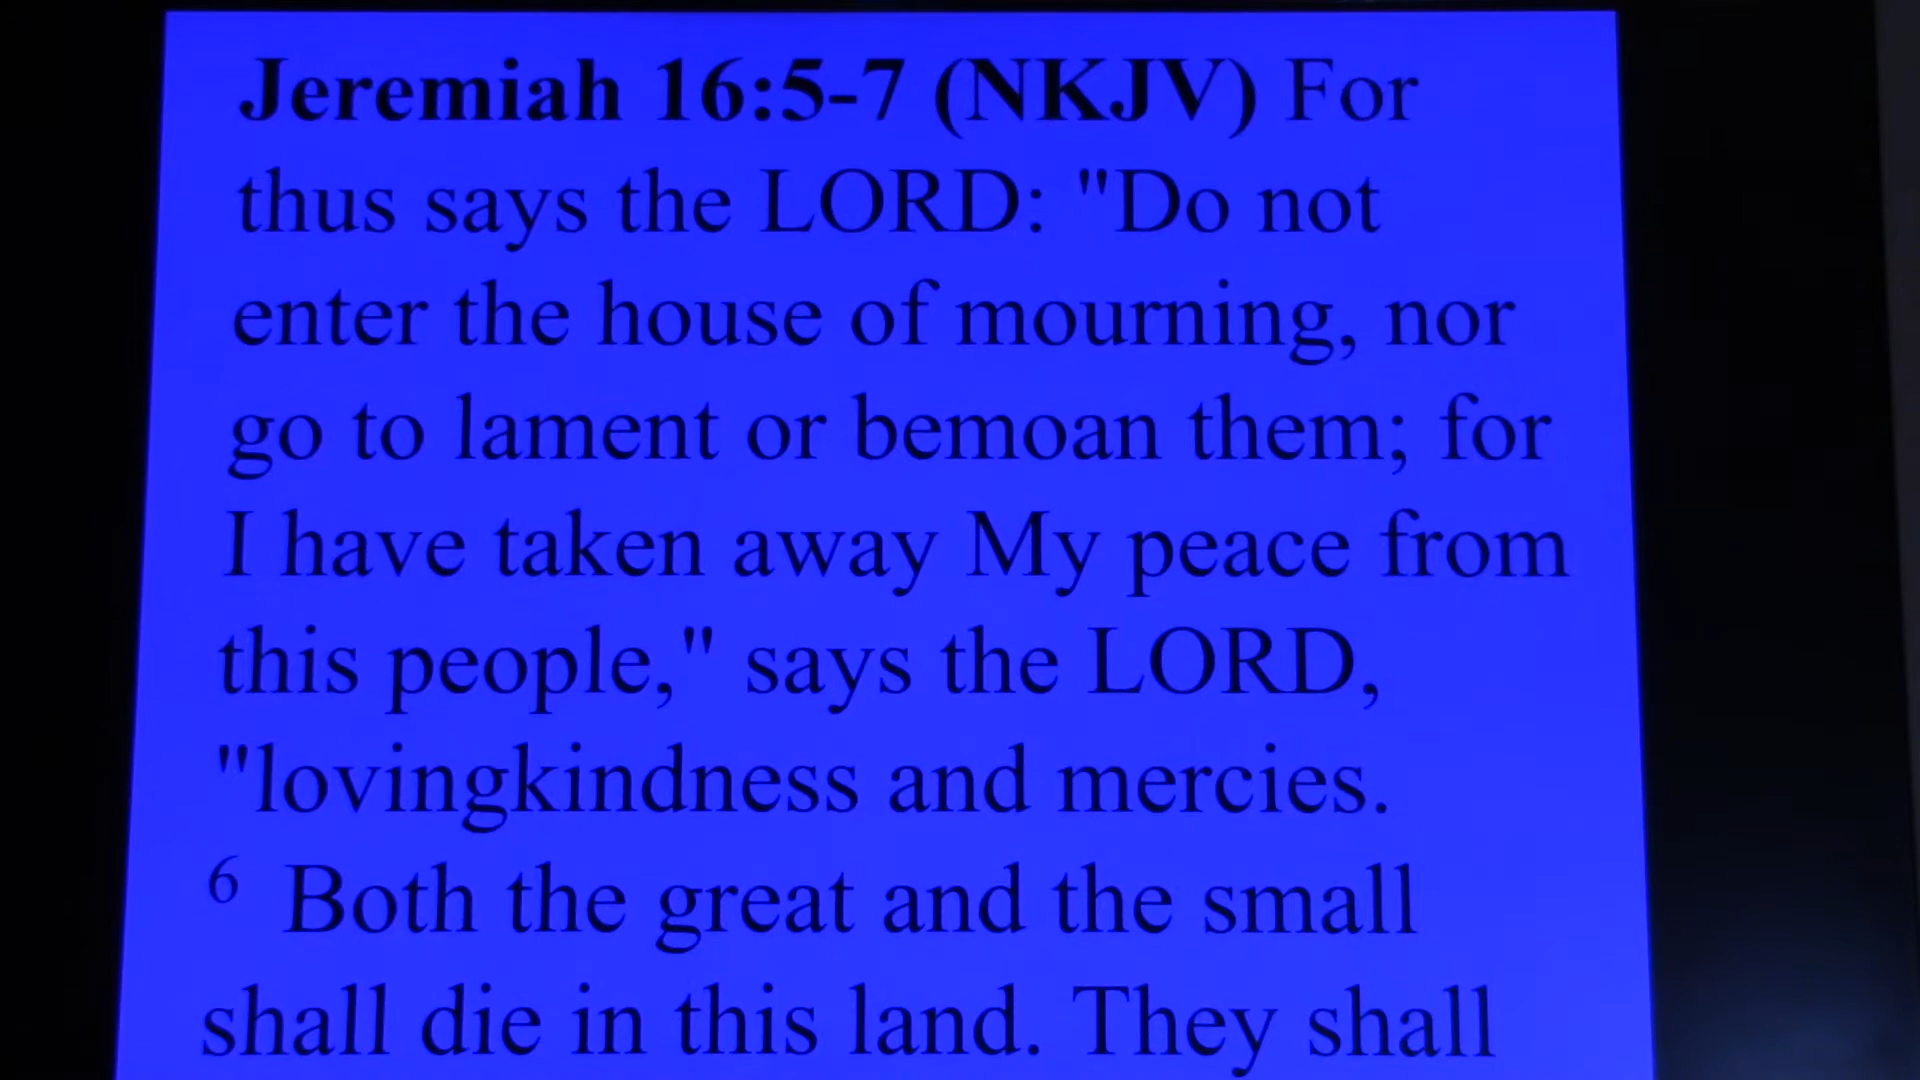 Jeremiah 16:5-7 (NKJV) For
thus says the LORD: "Do not
enter the house of mourning, nor
go to lament or bemoan them; for
I have taken away My peace from
this people," says the LORD,
"lovingkindness and mercies.
6 Both the great and the small
shall die in this land. They shall